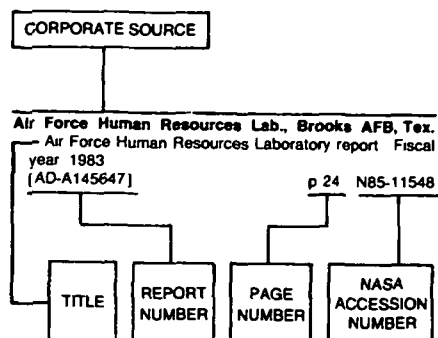 CORPORATE SOURCE
Air Force Human Resources Lab., Brooks AFB, Tex.
Air Force Human Resources Laboratory report Fiscal
year 1983
[AD-A145647] p 24 N85-11548
TITLE
REPORT
NUMBER
PAGE
NUMBER
NASA
ACCESSION
NUMBER